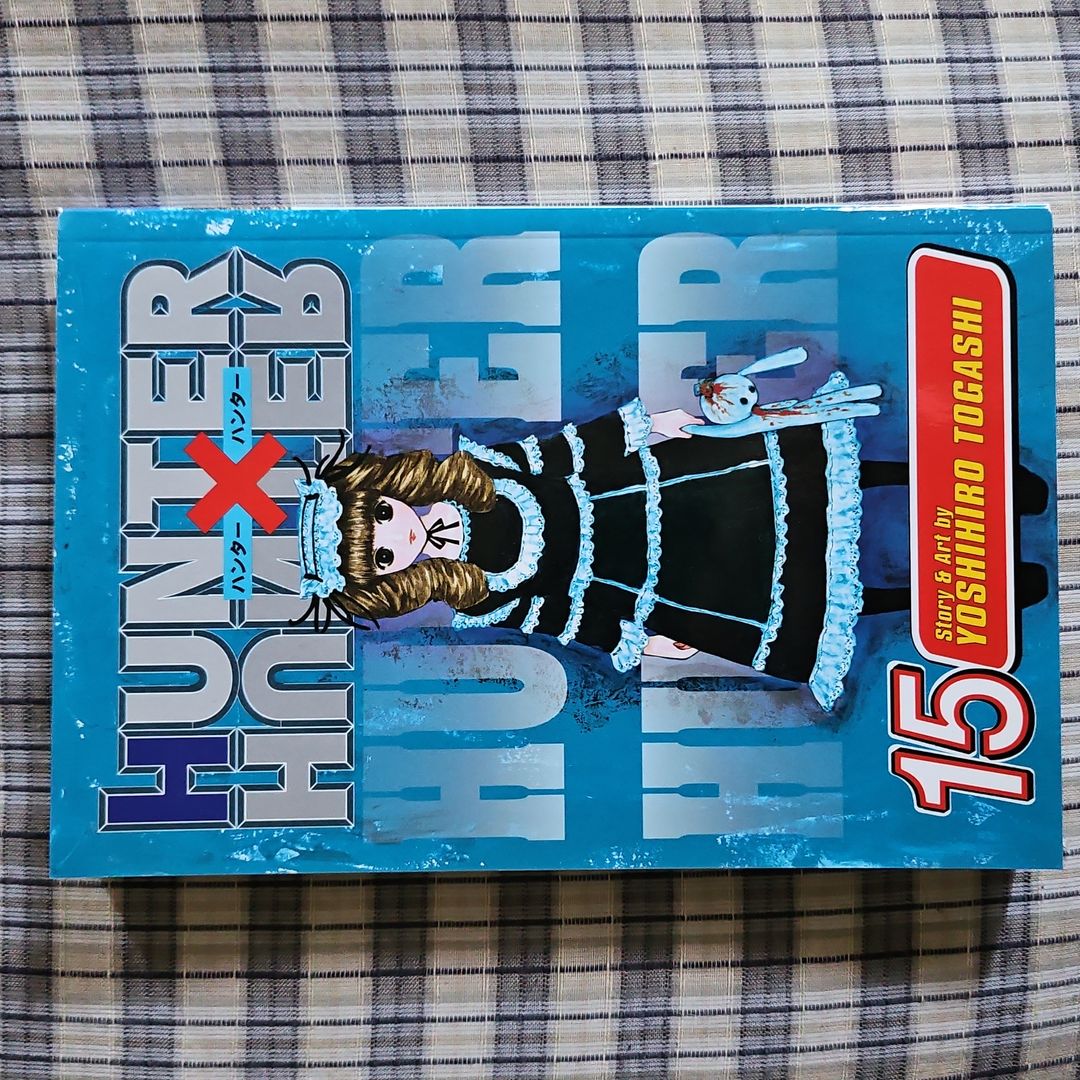 HUNTER
ハンター×ハンター
HUNTER
HUNTER
HUNTER
15
Story & Art by
YOSHIHIRO TOGASHI